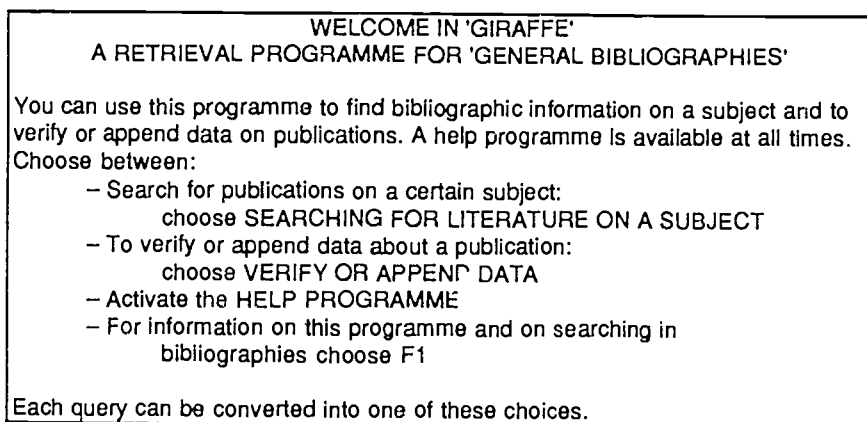 WELCOME IN 'GIRAFFE'
A RETRIEVAL PROGRAMME FOR 'GENERAL BIBLIOGRAPHIES'
You can use this programme to find bibliographic information on a subject and to
verify or append data on publications. A help programme is available at all times.
Choose between:
– Search for publications on a certain subject:
choose SEARCHING FOR LITERATURE ON A SUBJECT
– To verify or append data about a publication:
choose VERIFY OR APPEND DATA
– Activate the HELP PROGRAMME
– For information on this programme and on searching in
bibliographies choose F1
Each query can be converted into one of these choices.